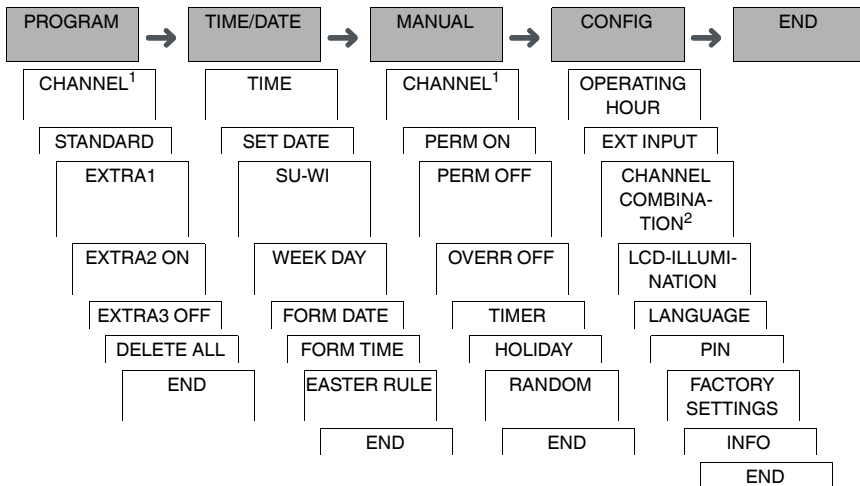 PROGRAM
TIME/DATE
MANUAL
CONFIG
END
CHANNEL1
STANDARD
EXTRA1
EXTRA2 ON
EXTRA3 OFF
DELETE ALL
END
TIME
SET DATE
SU-WI
WEEK DAY
FORM DATE
FORM TIME
EASTER RULE
END
CHANNEL1
PERM ON
PERM OFF
OVERR OFF
TIMER
HOLIDAY
RANDOM
END
OPERATING
HOUR
EXT INPUT
CHANNEL
COMBINA-
TION2
LCD-ILLUMI-
NATION
LANGUAGE
PIN
FACTORY
SETTINGS
INFO
END